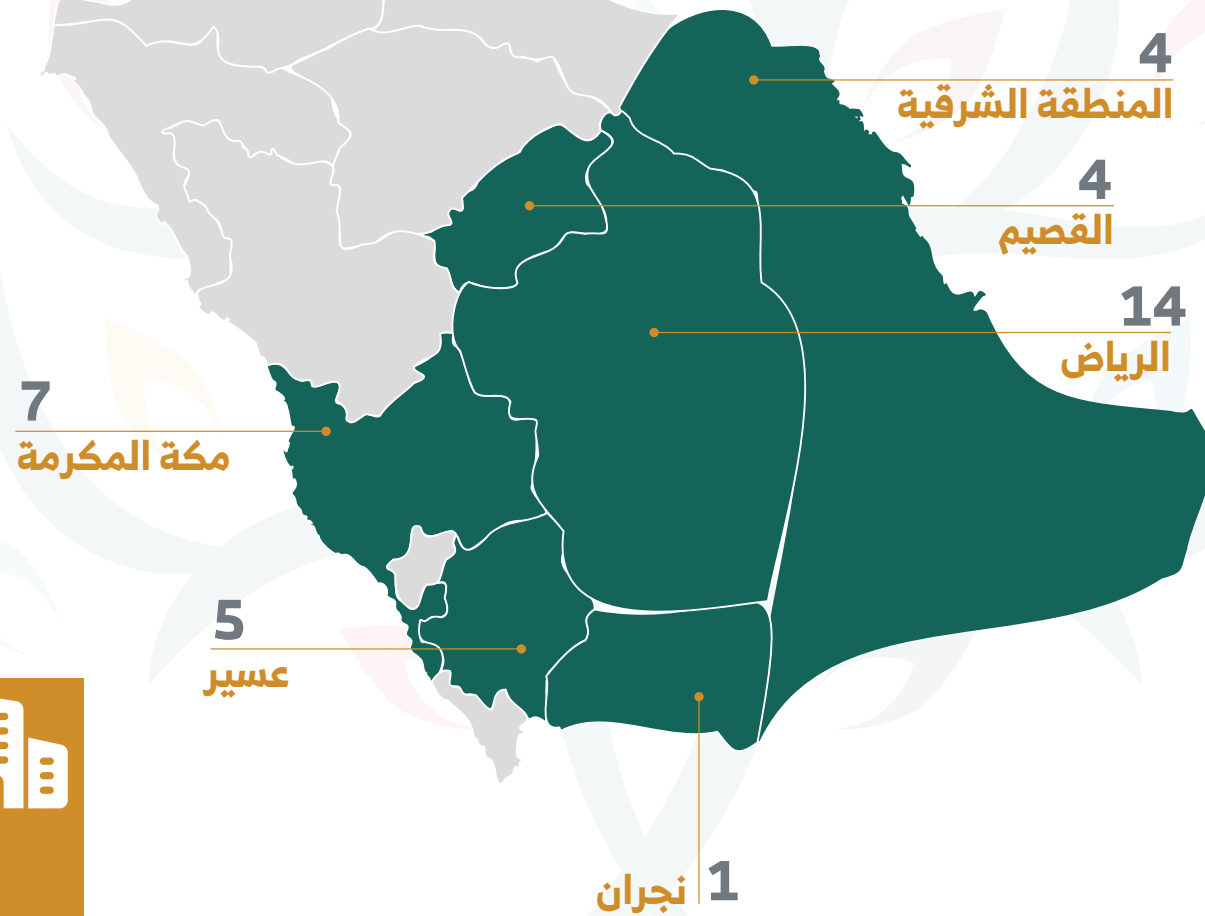 4
المنطقة الشرقية
4
القصيم
14
الرياض
7
مكة المكرمة
5
عسير
1
نجران